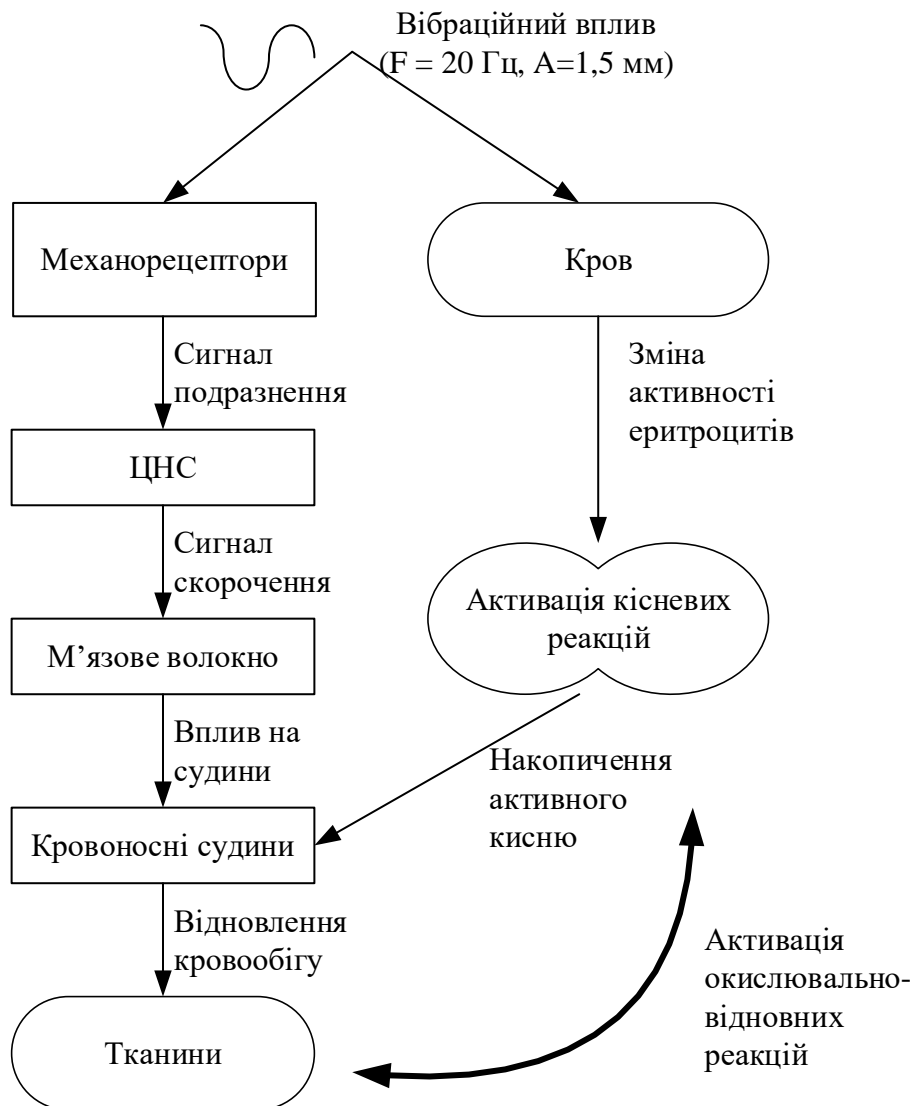 Вібраційний вплив
(F = 20 Гц, А=1,5 мм)
Механорецептори
Кров
Сигнал
подразнення
Зміна
активності
еритроцитів
ЦНС
Сигнал
скорочення
Активація кісневих
реакцій
М’язове волокно
Вплив на
судини
Накопичення
активного
кисню
Кровоносні судини
Відновлення
кровообігу
Активація
окислювально-
відновних
реакцій
Тканини